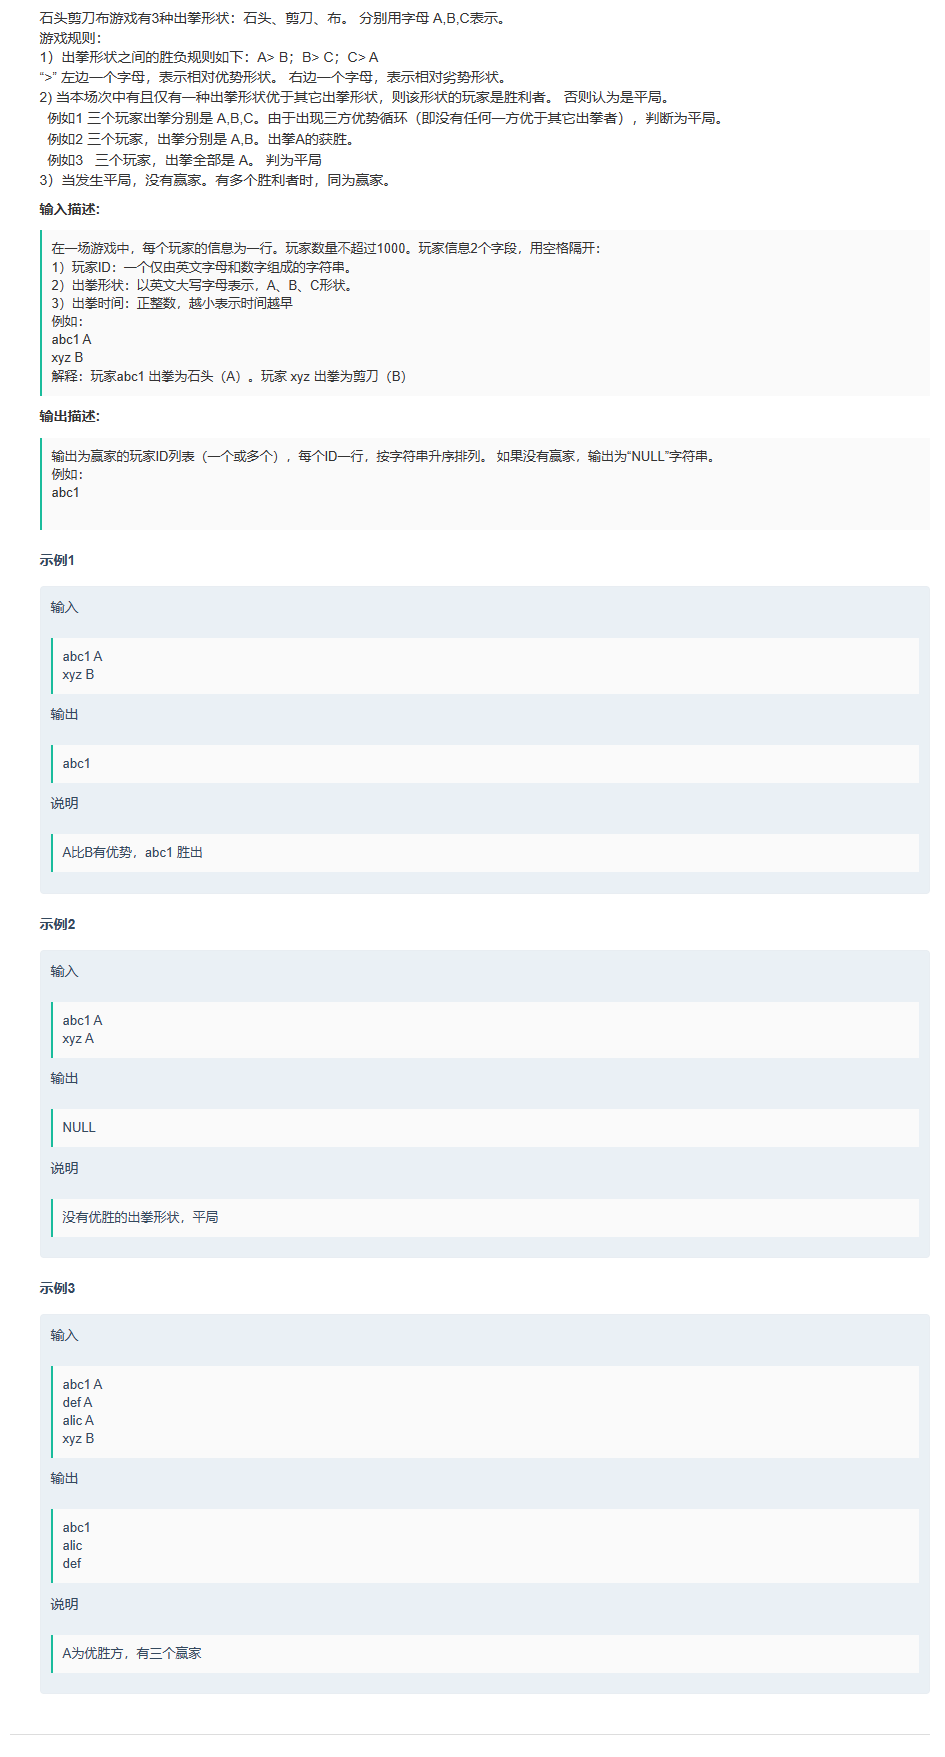 石头剪刀布游戏有3种出拳形状：石头、剪刀、布。 分别用字母 A,B,C表示。
游戏规则：
1）出拳形状之间的胜负规则如下：A> B；B> C；C> A
“>” 左边一个字母，表示相对优势形状。 右边一个字母，表示相对劣势形状。
2) 当本场次中有且仅有一种出拳形状优于其它出拳形状，则该形状的玩家是胜利者。 否则认为是平局。
例如1 三个玩家出拳分别是 A,B,C。由于出现三方优势循环（即没有任何一方优于其它出拳者），判断为平局。
例如2 三个玩家，出拳分别是 A,B。出拳A的获胜。
例如3   三个玩家，出拳全部是 A。 判为平局
3）当发生平局，没有赢家。有多个胜利者时，同为赢家。
输入描述:
在一场游戏中，每个玩家的信息为一行。玩家数量不超过1000。玩家信息2个字段，用空格隔开：
1）玩家ID：一个仅由英文字母和数字组成的字符串。
2）出拳形状：以英文大写字母表示，A、B、C形状。
3）出拳时间：正整数，越小表示时间越早
例如：
abc1 A
xyz B
解释：玩家abc1 出拳为石头（A）。玩家 xyz 出拳为剪刀（B）
输出描述:
输出为赢家的玩家ID列表（一个或多个），每个ID一行，按字符串升序排列。 如果没有赢家，输出为“NULL”字符串。
例如：
abc1
示例1
输入
abc1 A
xyz B
输出
abc1
说明
A比B有优势，abc1 胜出
示例2
输入
abc1 A
xyz A
输出
NULL
说明
没有优胜的出拳形状，平局
示例3
输入
abc1 A
def A
alic A
xyz B
输出
abc1
alic
def
说明
A为优胜方，有三个赢家